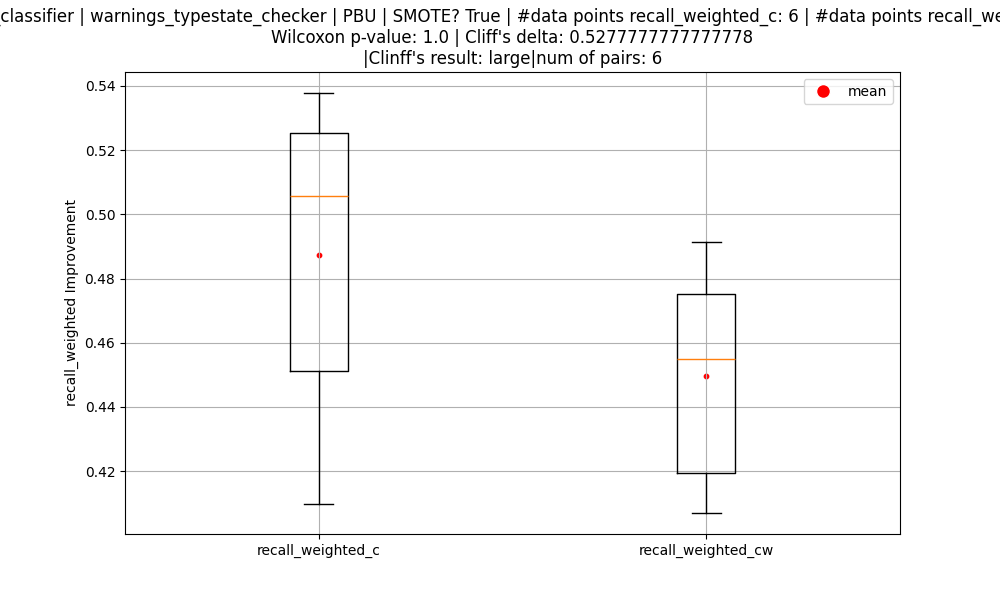 classifier | warnings_typestate_checker | PBU | SMOTE? True | #data points recall_weighted_c: 6 | #data points
Wilcoxon p-value: 1.0 | Cliff's delta: 0.5277777777777778
|Clinff's result: large|num of pairs: 6
mean
0.54
0.52
0.50
0.48
0.46
0.44
0.42
recall_weighted Improvement
recall_weighted_c
recall_weighted_cw